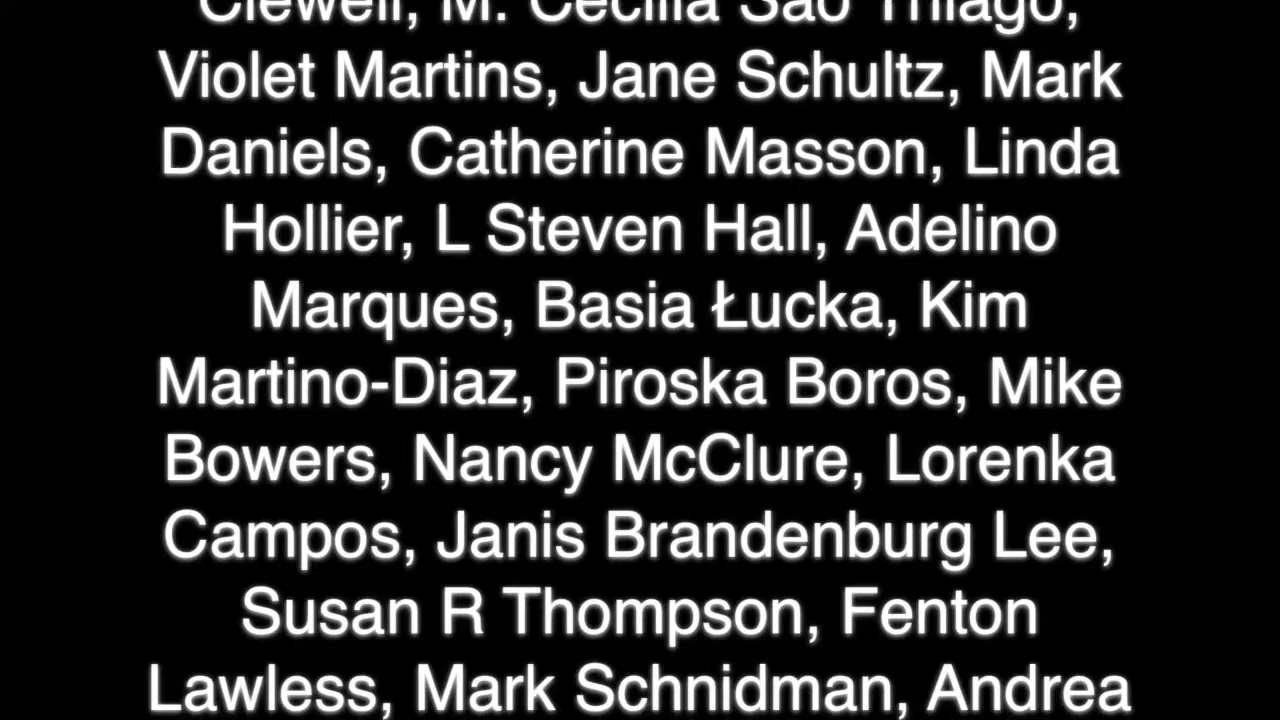 Clewell, M. Cecilia São Thiago,
Violet Martins, Jane Schultz, Mark
Daniels, Catherine Masson, Linda
Hollier, L Steven Hall, Adelino
Marques, Basia Łucka, Kim
Martino-Diaz, Piroska Boros, Mike
Bowers, Nancy McClure, Lorenka
Campos, Janis Brandenburg Lee,
Susan R Thompson, Fenton
Lawless, Mark Schnidman, Andrea